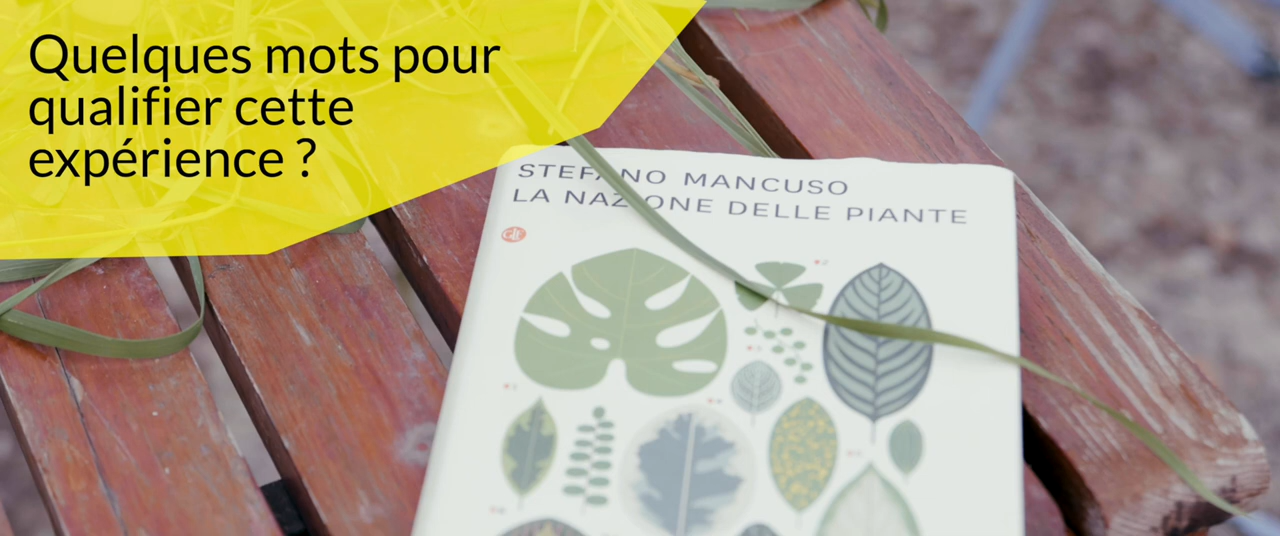 Quelques mots pour
qualifier cette
expérience ?
STEFANO MANCUSO
LA NAZIONE DELLE PIANTE